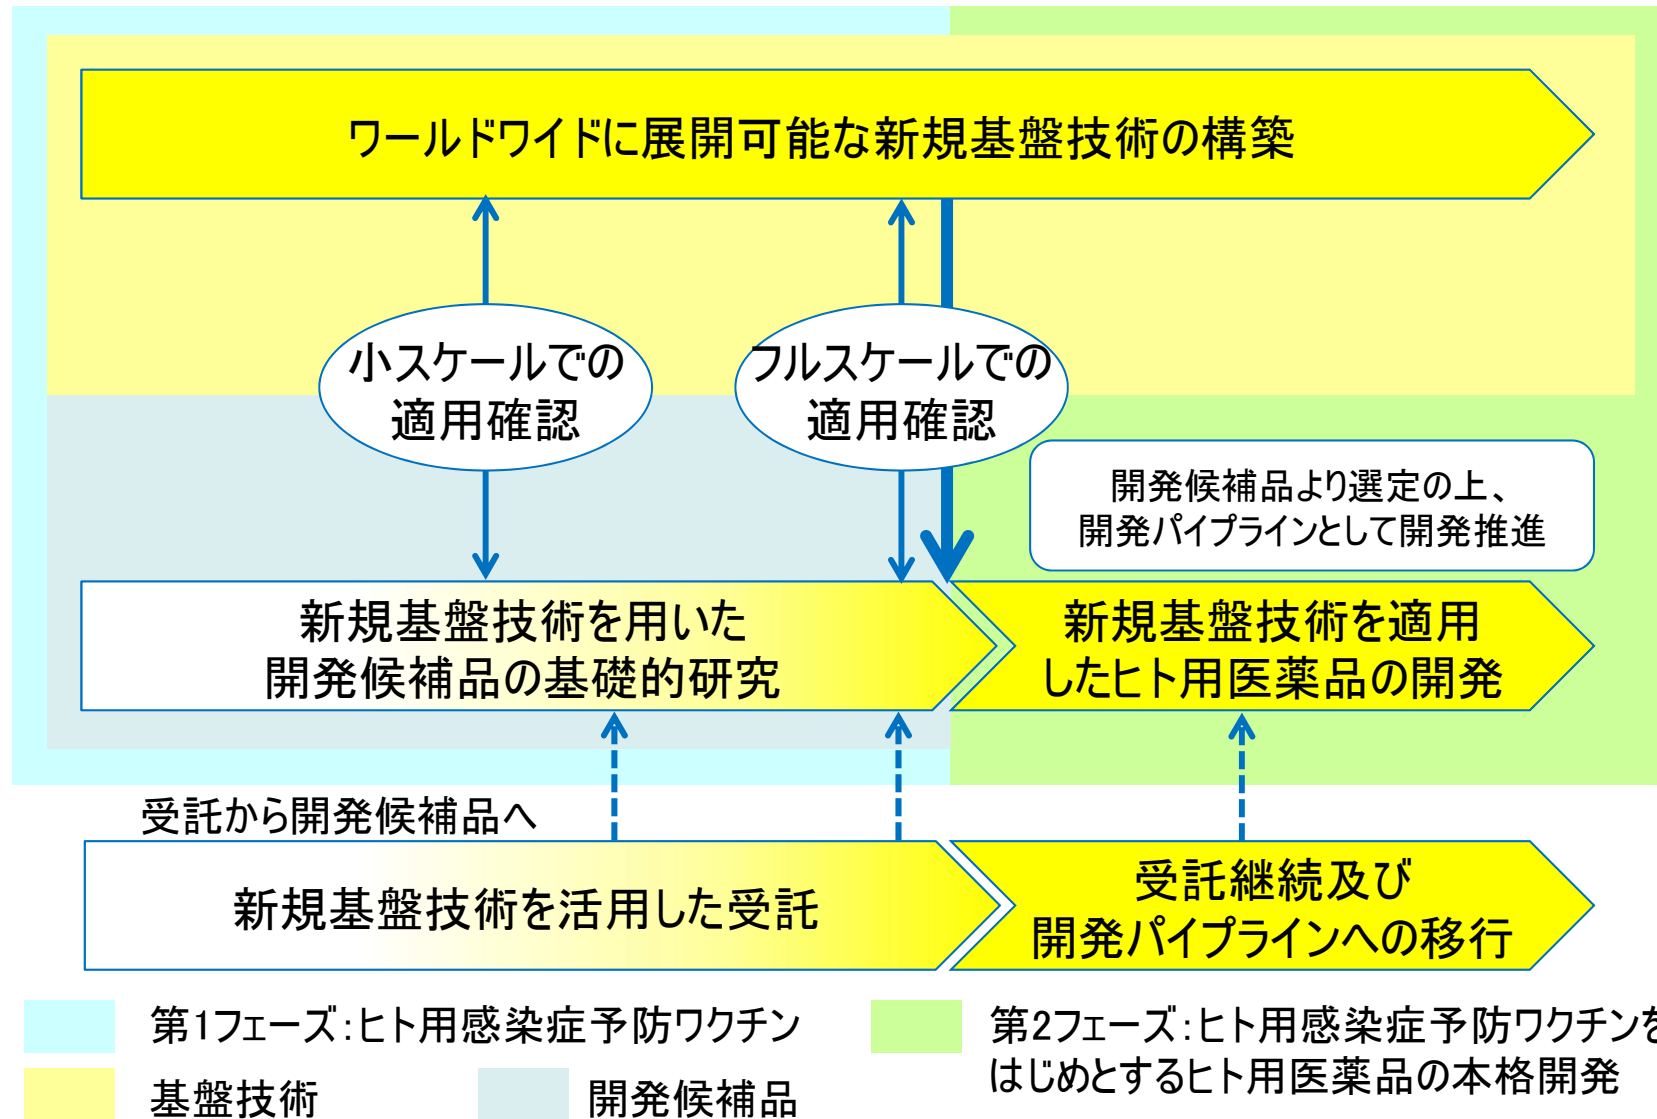 ワールドワイドに展開可能な新規基盤技術の構築
小スケールでの
適用確認
フルスケールでの
適用確認
開発候補品より選定の上、
開発パイプラインとして開発推進
新規基盤技術を用いた
開発候補品の基礎的研究
新規基盤技術を適用
したヒト用医薬品の開発
受託から開発候補品へ
新規基盤技術を活用した受託
受託継続及び
開発パイプラインへの移行
第1フェーズ：ヒト用感染症予防ワクチン
第2フェーズ：ヒト用感染症予防ワクチンを
はじめとするヒト用医薬品の本格開発
基盤技術
開発候補品